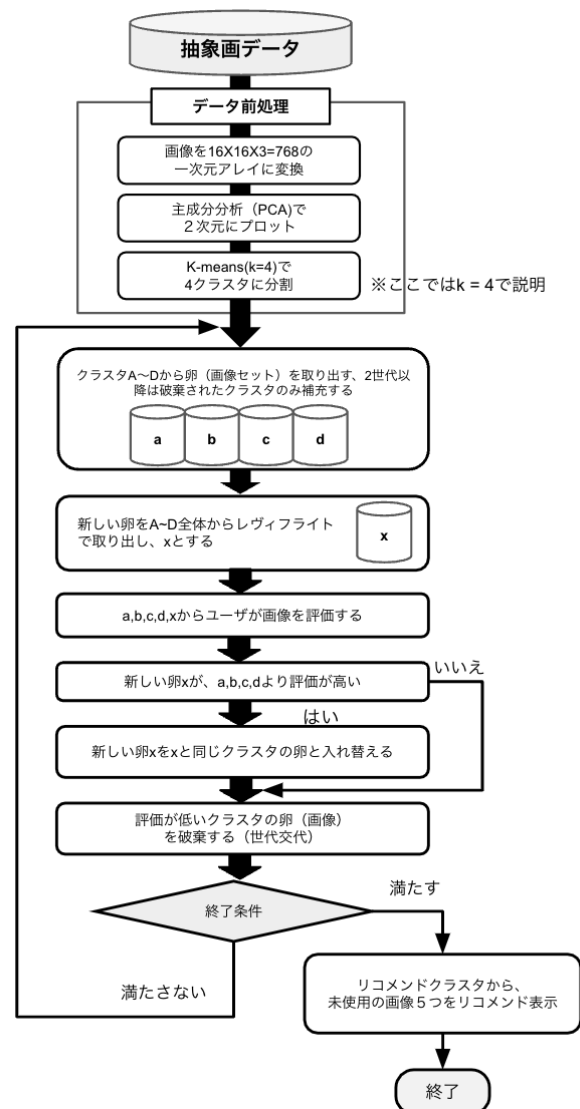 抽象画データ
データ前処理
画像を16X16X3=768の
一次元アレイに変換
主成分分析（PCA)で
２次元にプロット
K-means(k=4)で
4クラスタに分割
※ここではk = 4で説明
クラスタA～Dから卵（画像セット）を取り出す、2世代以
降は破棄されたクラスタのみ補充する
a
b
c
d
新しい卵をA~D全体からレヴィフライト
で取り出し、xとする
x
a,b,c,d,xからユーザが画像を評価する
新しい卵xが、a,b,c,dより評価が高い
いいえ
はい
新しい卵xをxと同じクラスタの卵と入れ替える
評価が低いクラスタの卵（画像）
を破棄する（世代交代）
終了条件
満たす
満たさない
リコメンドクラスタから、
未使用の画像５つをリコメンド表示
終了